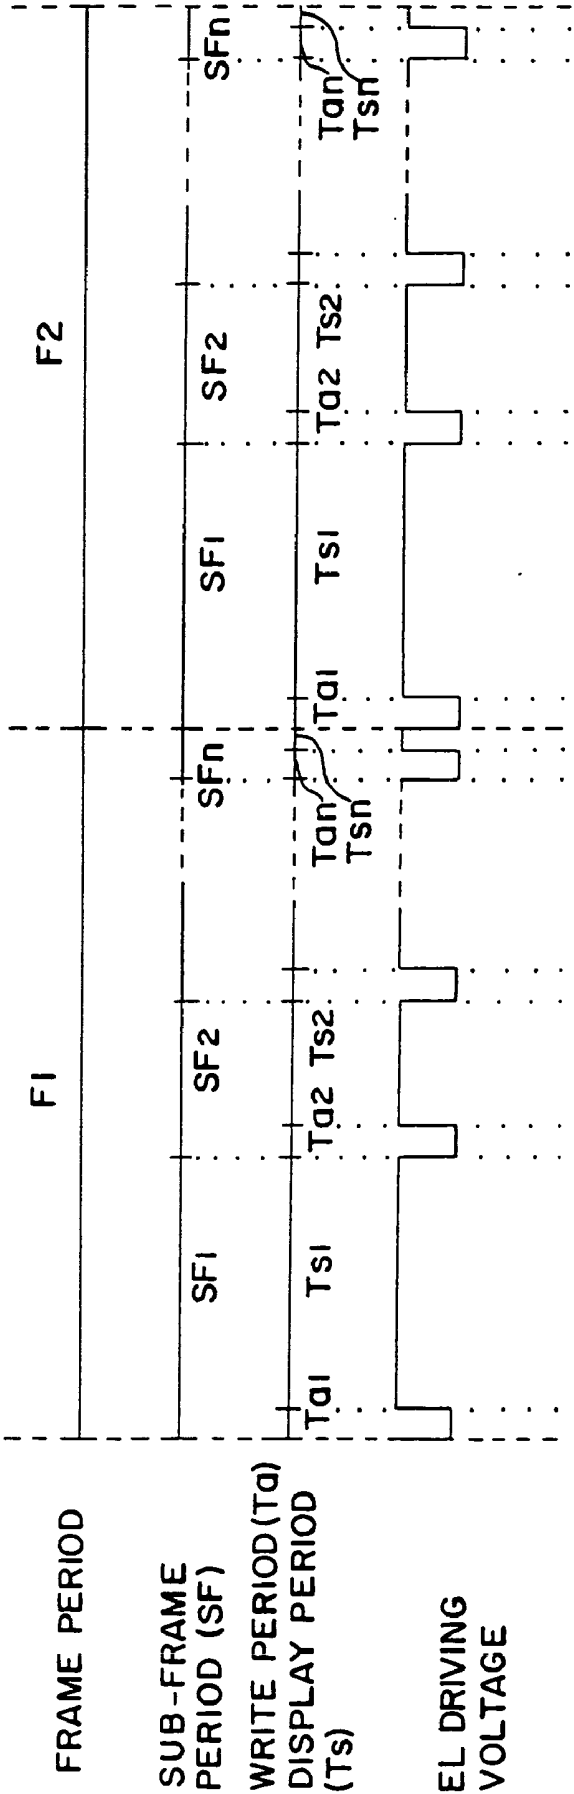 FRAME PERIOD
F1
F2
SUB-FRAME
PERIOD (SF)
SF1
SF2
SFn
SF1
SF2
SFn
WRITE PERIOD (Ta)
DISPLAY PERIOD
(Ts)
Ta1
Ts1
Ta2
Ts2
Tan
Tsn
Ta1
Ts1
Ta2
Ts2
Tan
Tsn
EL DRIVING
VOLTAGE